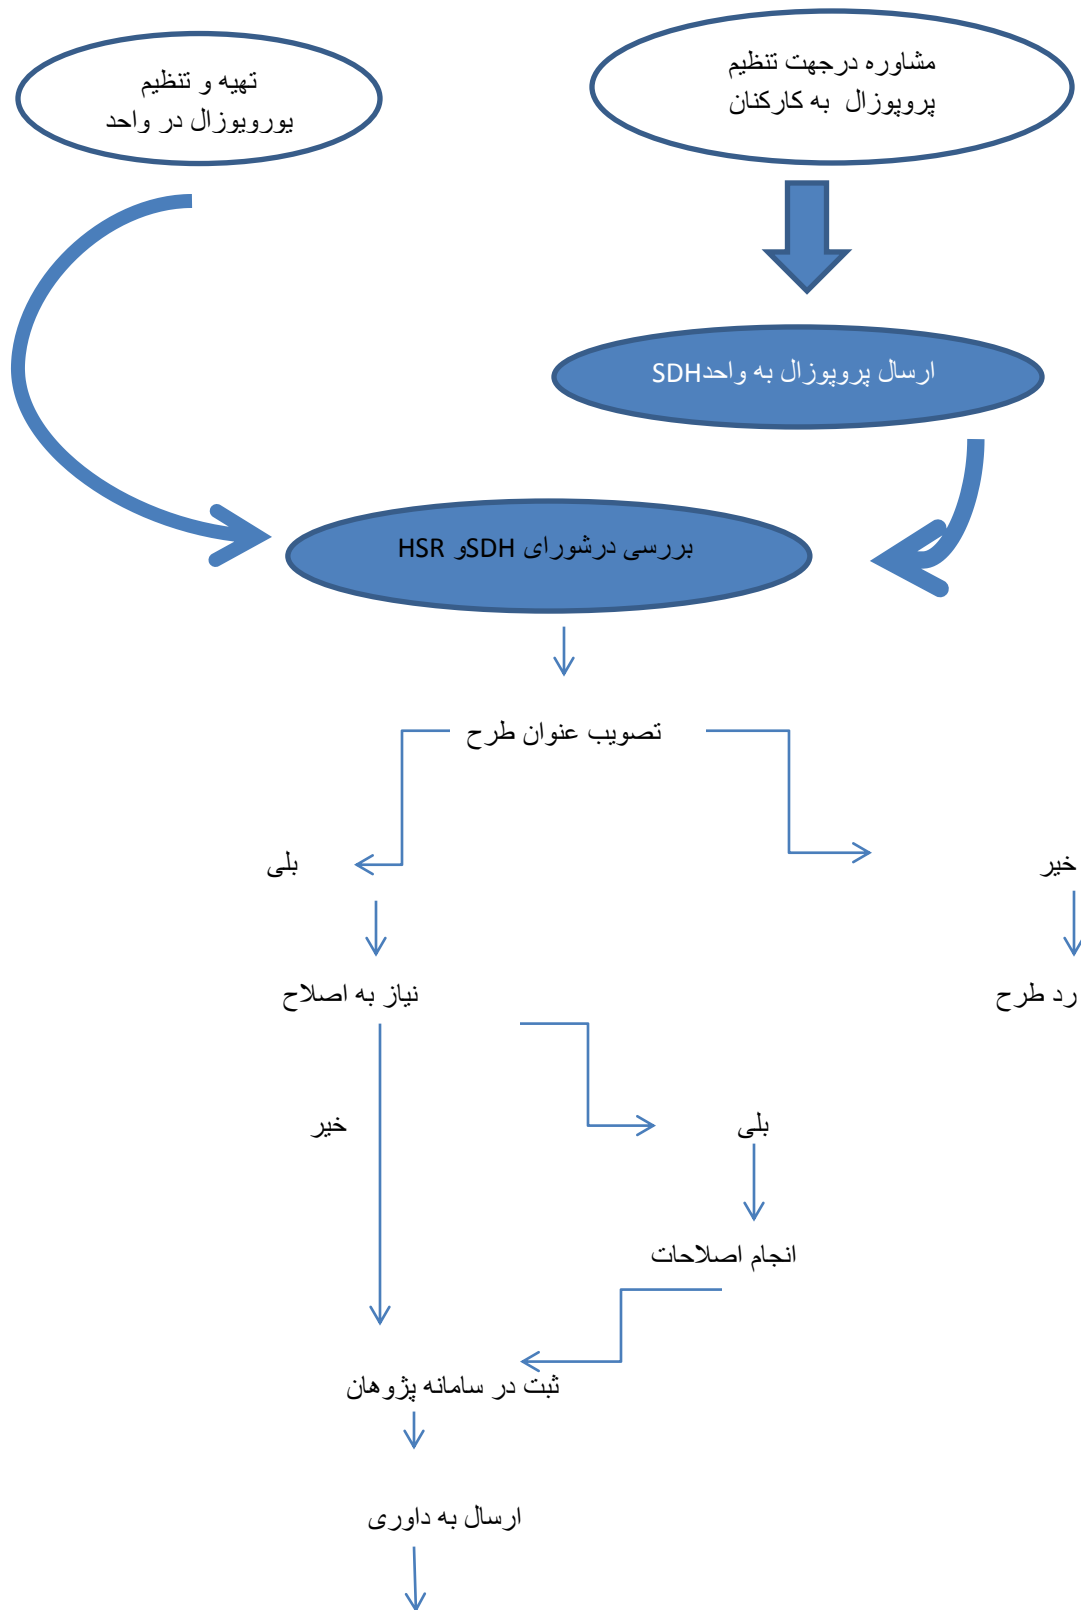 مشاوره درجهت تنظیم
پروپوزال به کارکنان
تهیه و تنظیم
پوروپوزال در واحد
ارسال پروپوزال به واحدSDH
بررسی درشورای SDHو HSR
تصویب عنوان طرح
خیر
بلی
رد طرح
نیاز به اصلاح
بلی
خیر
انجام اصلاحات
ثبت در سامانه پژوهان
ارسال به داوری